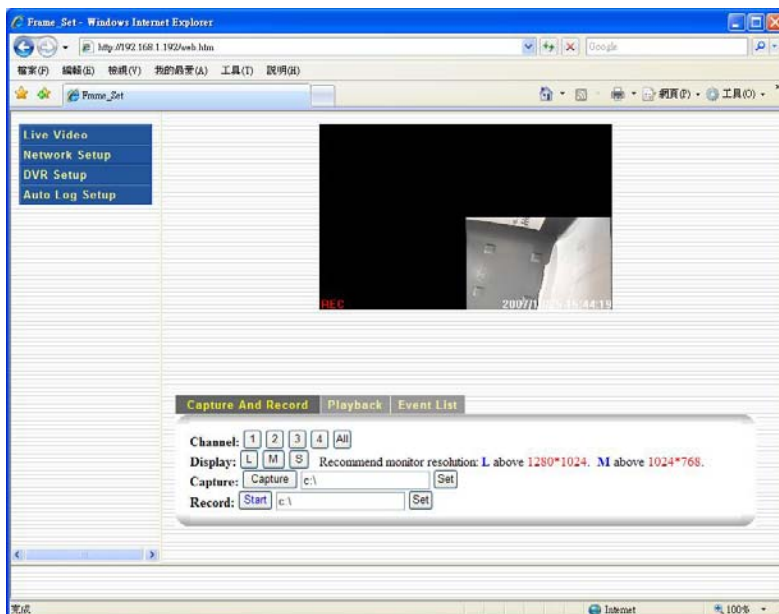 Frame_Set - Windows Internet Explorer
http://192.168.1.192/web.htm
Google
檔案(F) 編輯(E) 檢視(V) 我的最愛(A) 工具(T) 說明(H)
Frame_Set
網頁(P) 工具(O)
Live Video
Network Setup
DVR Setup
Auto Log Setup
REC
Capture And Record Playback Event List
Channel: 1 2 3 4 All
Display: L M S Recommend monitor resolution: L above 1280*1024. M above 1024*768.
Capture: Capture c:\ Set
Record: Start c:\ Set
完成
Internet
100%